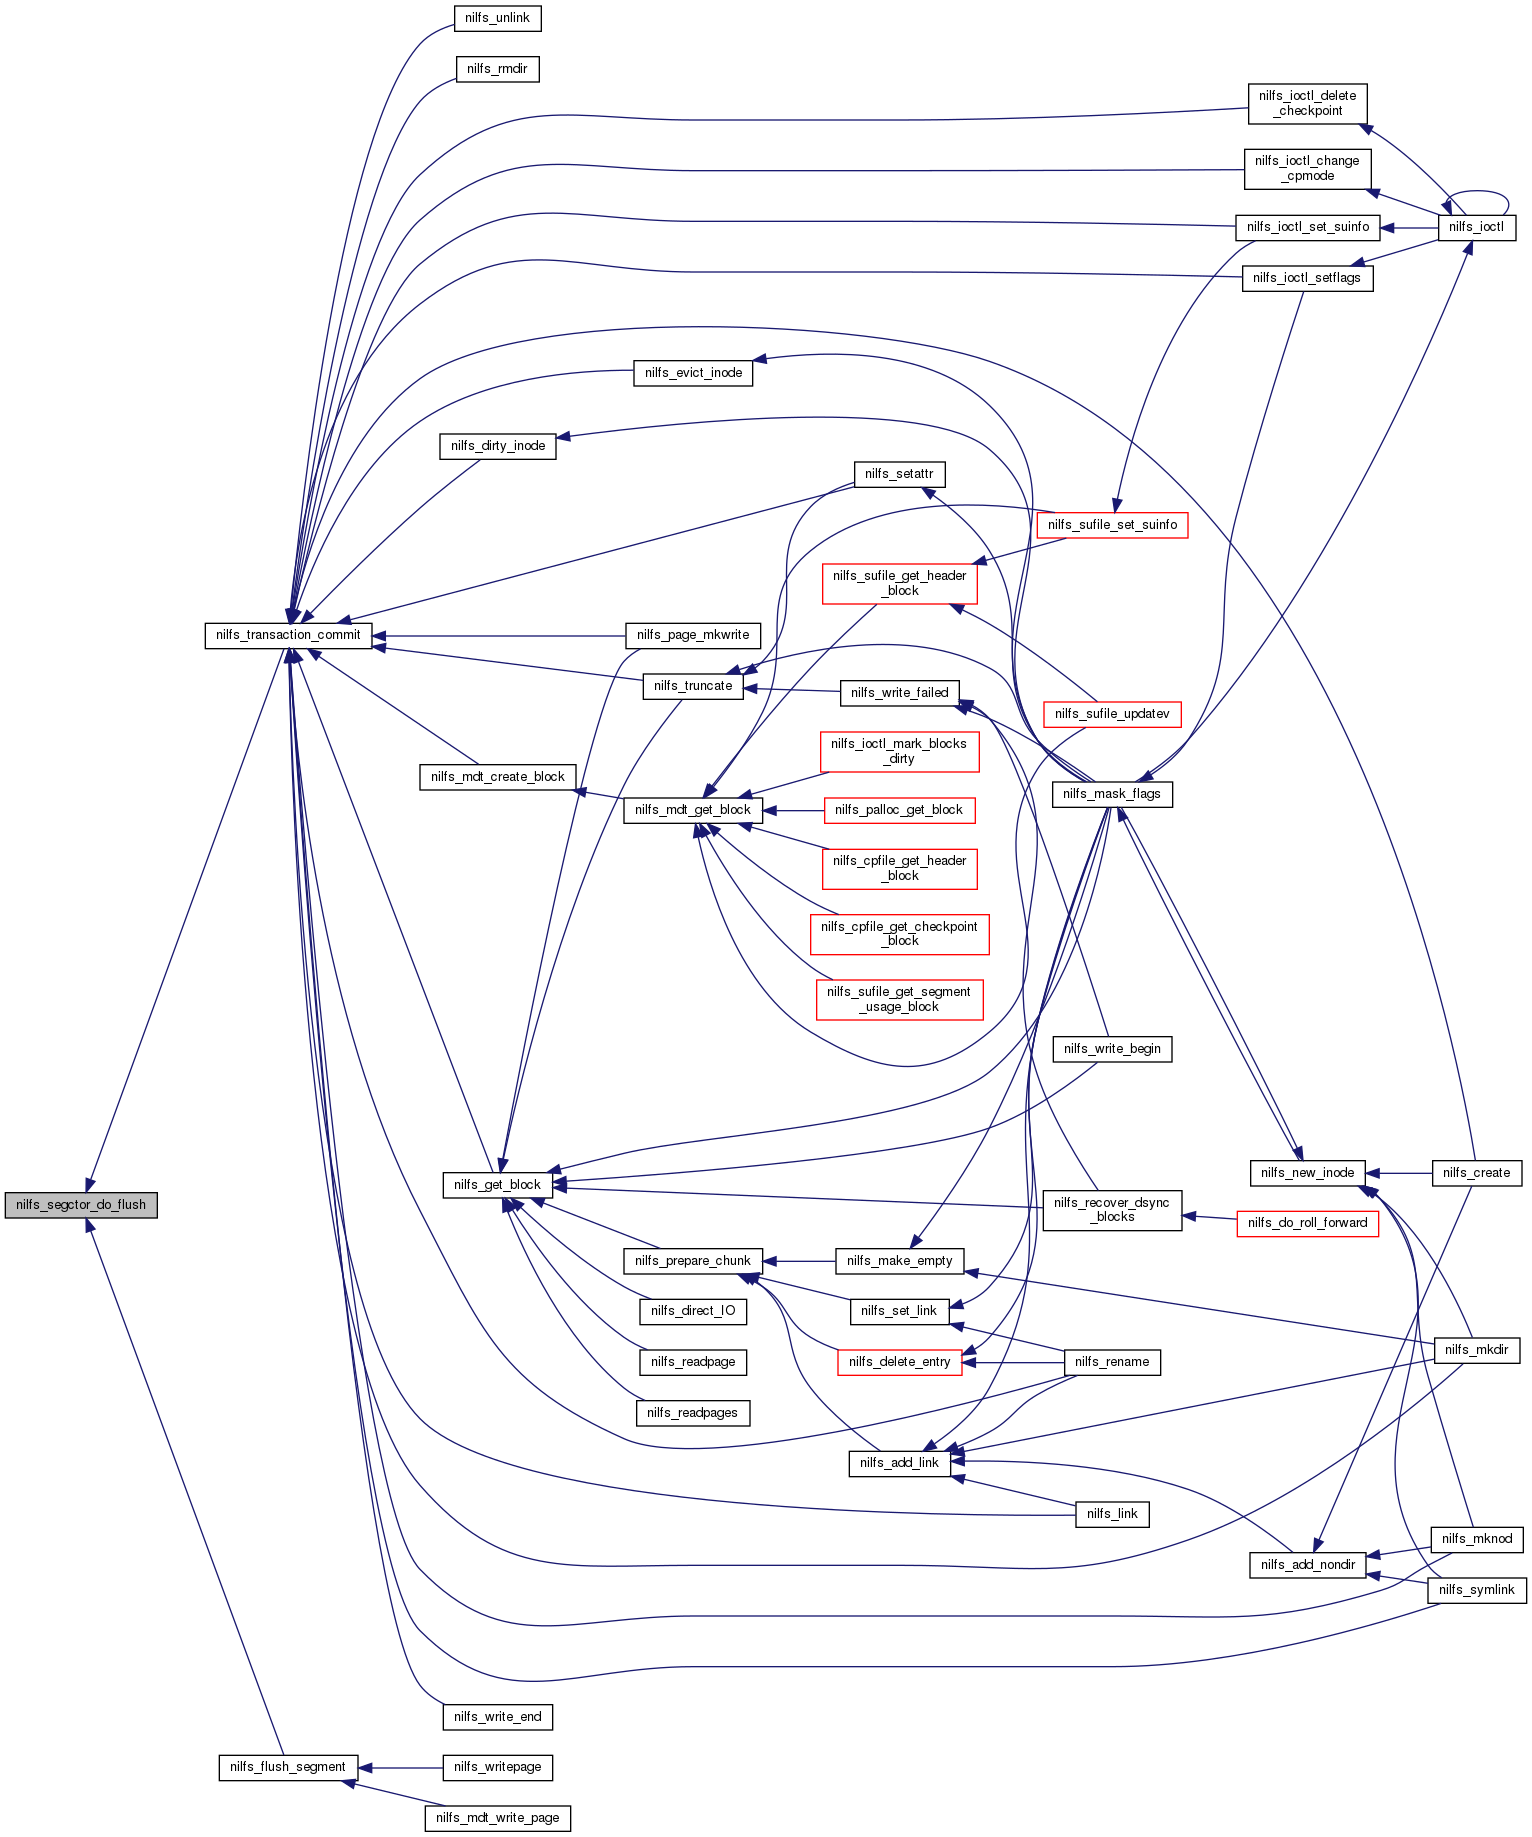 nilfs_unlink
nilfs_rmdir
nilfs_ioctl_delete
_checkpoint
nilfs_ioctl_change
_cpmode
nilfs_ioctl_set_suinfo
nilfs_ioctl
nilfs_ioctl_setflags
nilfs_evict_inode
nilfs_dirty_inode
nilfs_setattr
nilfs_sufile_set_suinfo
nilfs_sufile_get_header
_block
nilfs_transaction_commit
nilfs_page_mkwrite
nilfs_truncate
nilfs_write_failed
nilfs_sufile_updatev
nilfs_ioctl_mark_blocks
_dirty
nilfs_mdt_create_block
nilfs_mask_flags
nilfs_mdt_get_block
nilfs_palloc_get_block
nilfs_cpfile_get_header
_block
nilfs_cpfile_get_checkpoint
_block
nilfs_sufile_get_segment
_usage_block
nilfs_write_begin
nilfs_new_inode
nilfs_create
nilfs_get_block
nilfs_segctor_do_flush
nilfs_recover_dsync
_blocks
nilfs_do_roll_forward
nilfs_prepare_chunk
nilfs_make_empty
nilfs_direct_IO
nilfs_set_link
nilfs_mkdir
nilfs_readpage
nilfs_delete_entry
nilfs_rename
nilfs_readpages
nilfs_add_link
nilfs_link
nilfs_mknod
nilfs_add_nondir
nilfs_symlink
nilfs_write_end
nilfs_flush_segment
nilfs_writepage
nilfs_mdt_write_page